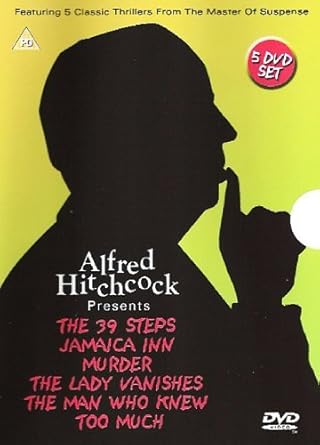 Featuring 5 Classic Thrillers From The Master Of Suspense
PG
5 DVD
SET
Alfred
Hitchcock
Presents
THE 39 STEPS
JAMAICA INN
MURDER
THE LADY VANISHES
THE MAN WHO KNEW
TOO MUCH
DVD
VIDEO